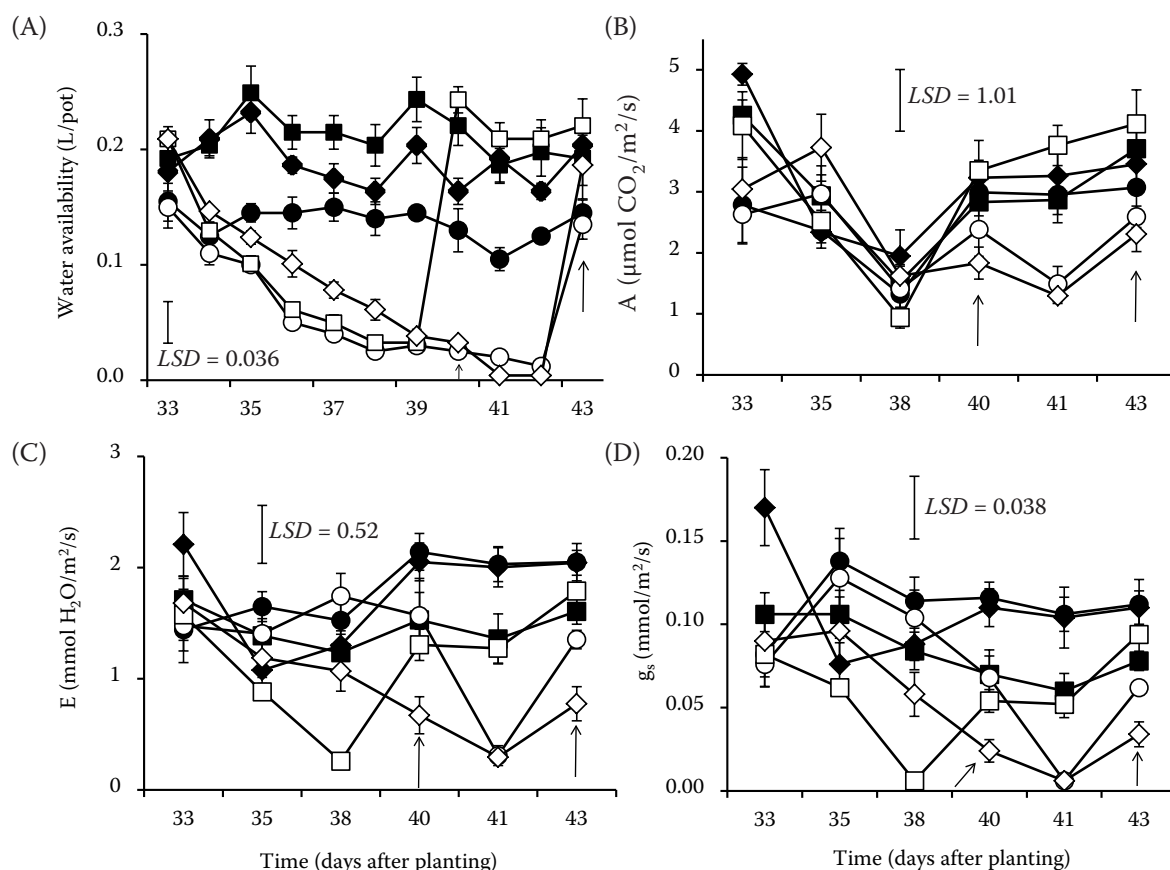 (A)
Water availability (L/pot)
0.3
0.2
0.1
0.0
LSD = 0.036
33 35 37 39 41 43
(B)
A (µmol CO₂/m²/s)
5
4
3
2
1
0
LSD = 1.01
33 35 38 40 41 43
(C)
E (mmol H₂O/m²/s)
3
2
1
0
LSD = 0.52
33 35 38 40 41 43
Time (days after planting)
(D)
gₛ (mmol/m²/s)
0.20
0.15
0.10
0.05
0.00
LSD = 0.038
33 35 38 40 41 43
Time (days after planting)